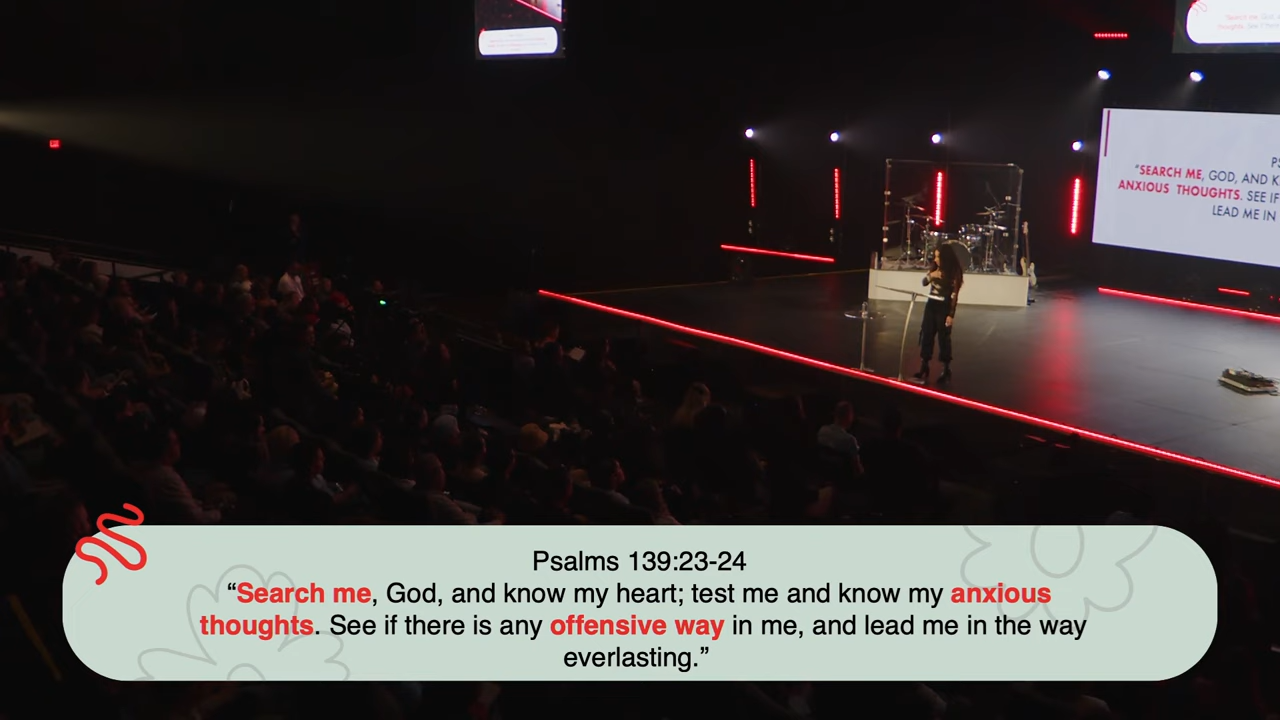 PS
“SEARCH ME, GOD, AND K
ANXIOUS THOUGHTS. SEE IF
LEAD ME IN
Psalms 139:23-24
“Search me, God, and know my heart; test me and know my anxious
thoughts. See if there is any offensive way in me, and lead me in the way
everlasting.”